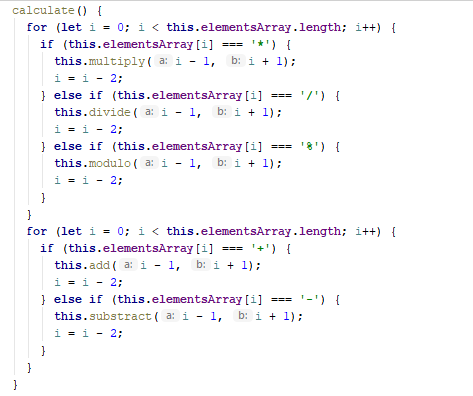 calculate() {
  for (let i = 0; i < this.elementsArray.length; i++) {
    if (this.elementsArray[i] === '*') {
      this.multiply( a: i - 1,  b: i + 1);
      i = i - 2;
    } else if (this.elementsArray[i] === '/') {
      this.divide( a: i - 1,  b: i + 1);
      i = i - 2;
    } else if (this.elementsArray[i] === '%') {
      this.modulo( a: i - 1,  b: i + 1);
      i = i - 2;
    }
  }
  for (let i = 0; i < this.elementsArray.length; i++) {
    if (this.elementsArray[i] === '+') {
      this.add( a: i - 1,  b: i + 1);
      i = i - 2;
    } else if (this.elementsArray[i] === '-') {
      this.substract( a: i - 1,  b: i + 1);
      i = i - 2;
    }
  }
}